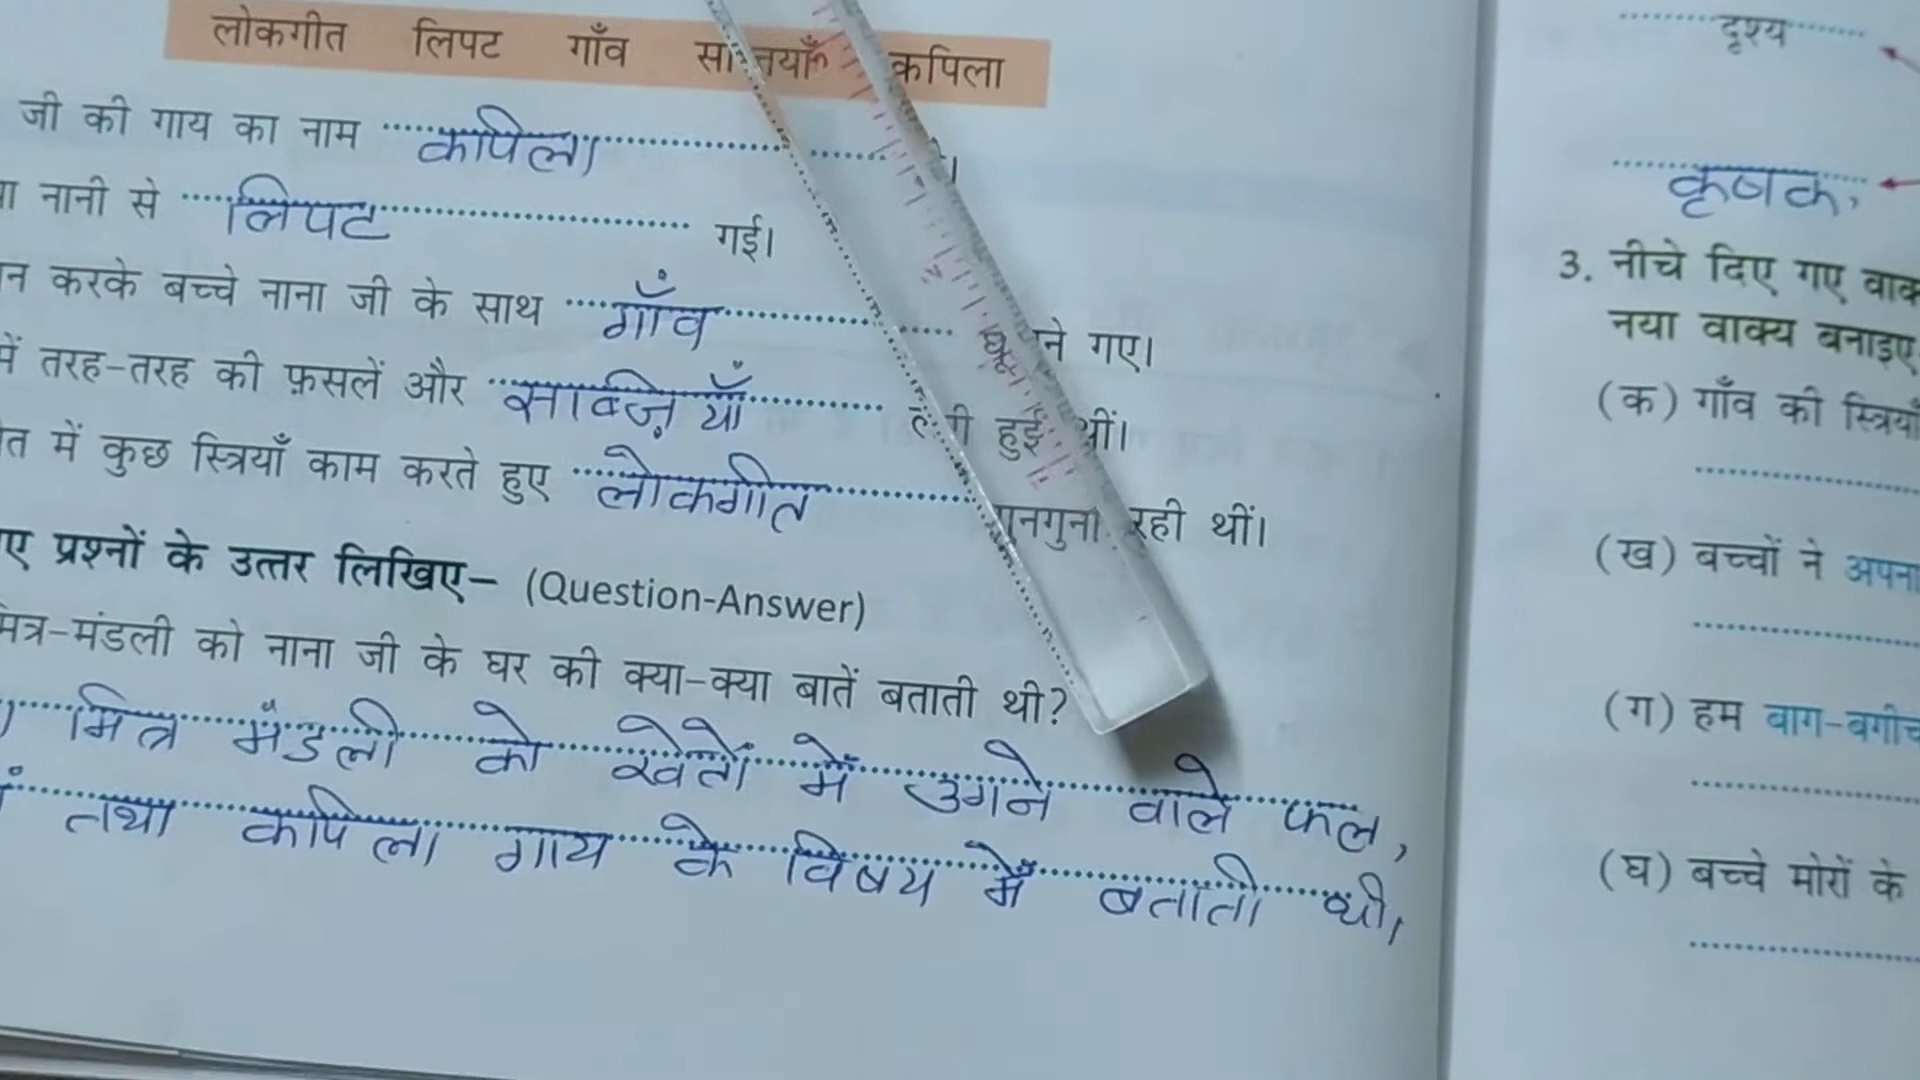 लोकगीत लिपट गाँव कपिला
जी की गाय का नाम कपिला
नानी से लिपट गई।
करके बच्चे नाना जी के साथ गाँव गए।
में तरह-तरह की फ़सलें और सब्ज़ियाँ हुई थीं।
में कुछ स्त्रियाँ काम करते हुए लोकगीत गुनगुना रही थीं।
प्रश्नों के उत्तर लिखिए– (Question-Answer)
मित्र-मंडली को नाना जी के घर की क्या-क्या बातें बताती थी?
मित्र मंडली को खेतों में उगने वाले फल,
तथा कपिला गाय के विषय में बताती थी।
दृश्य
कृषक,
3. नीचे दिए गए
नया वाक्य बनाइए
(क) गाँव की स्त्रियाँ
(ख) बच्चों ने
(ग) हम
(घ) बच्चे मोरों के